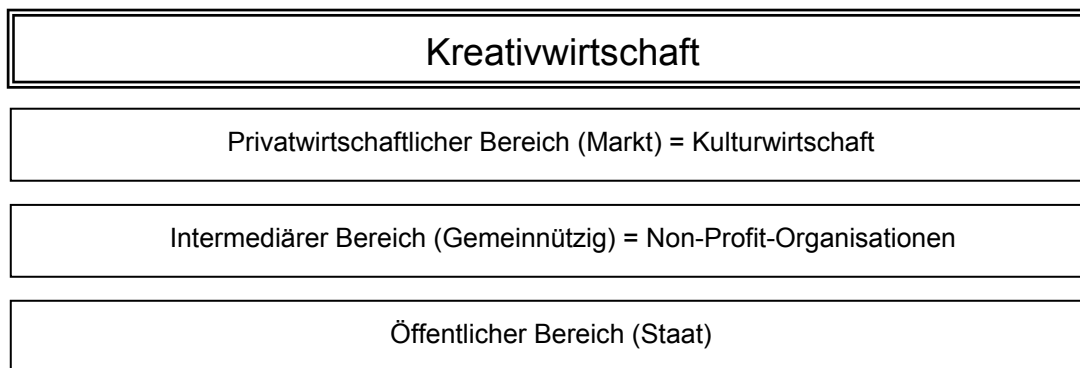 Kreativwirtschaft
Privatwirtschaftlicher Bereich (Markt) = Kulturwirtschaft
Intermediärer Bereich (Gemeinnützig) = Non-Profit-Organisationen
Öffentlicher Bereich (Staat)